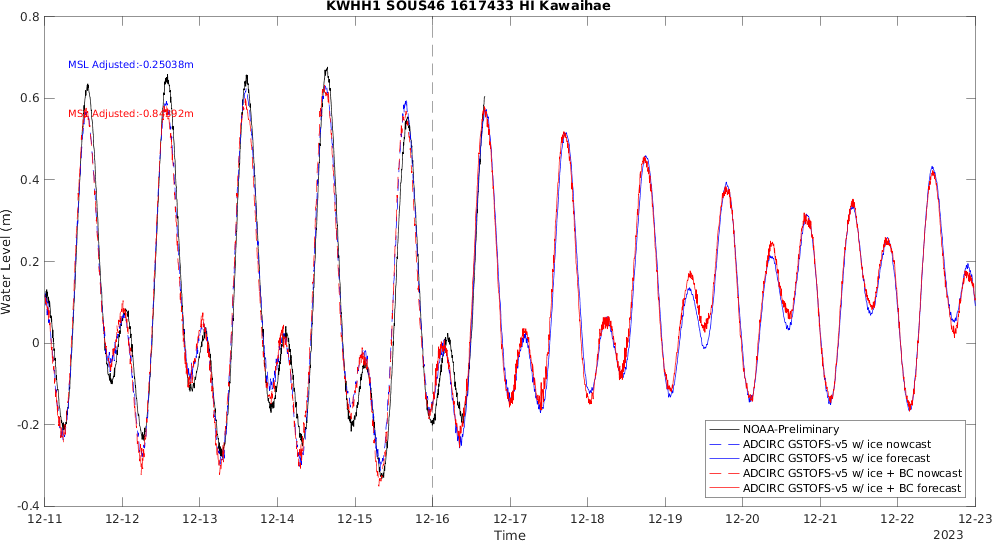 KWHH1 SOUS46 1617433 HI Kawaihae
Water Level (m)
0.8
0.6
0.4
0.2
0
-0.2
-0.4
MSL Adjusted:-0.25038m
Adjusted:-0.84
NOAA-Preliminary
ADCIRC GSTOFS-v5 w/ ice nowcast
ADCIRC GSTOFS-v5 w/ ice forecast
ADCIRC GSTOFS-v5 w/ ice + BC nowcast
ADCIRC GSTOFS-v5 w/ ice + BC forecast
12-11 12-12 12-13 12-14 12-15 12-16 12-17 12-18 12-19 12-20 12-21 12-22 12-23
Time
2023